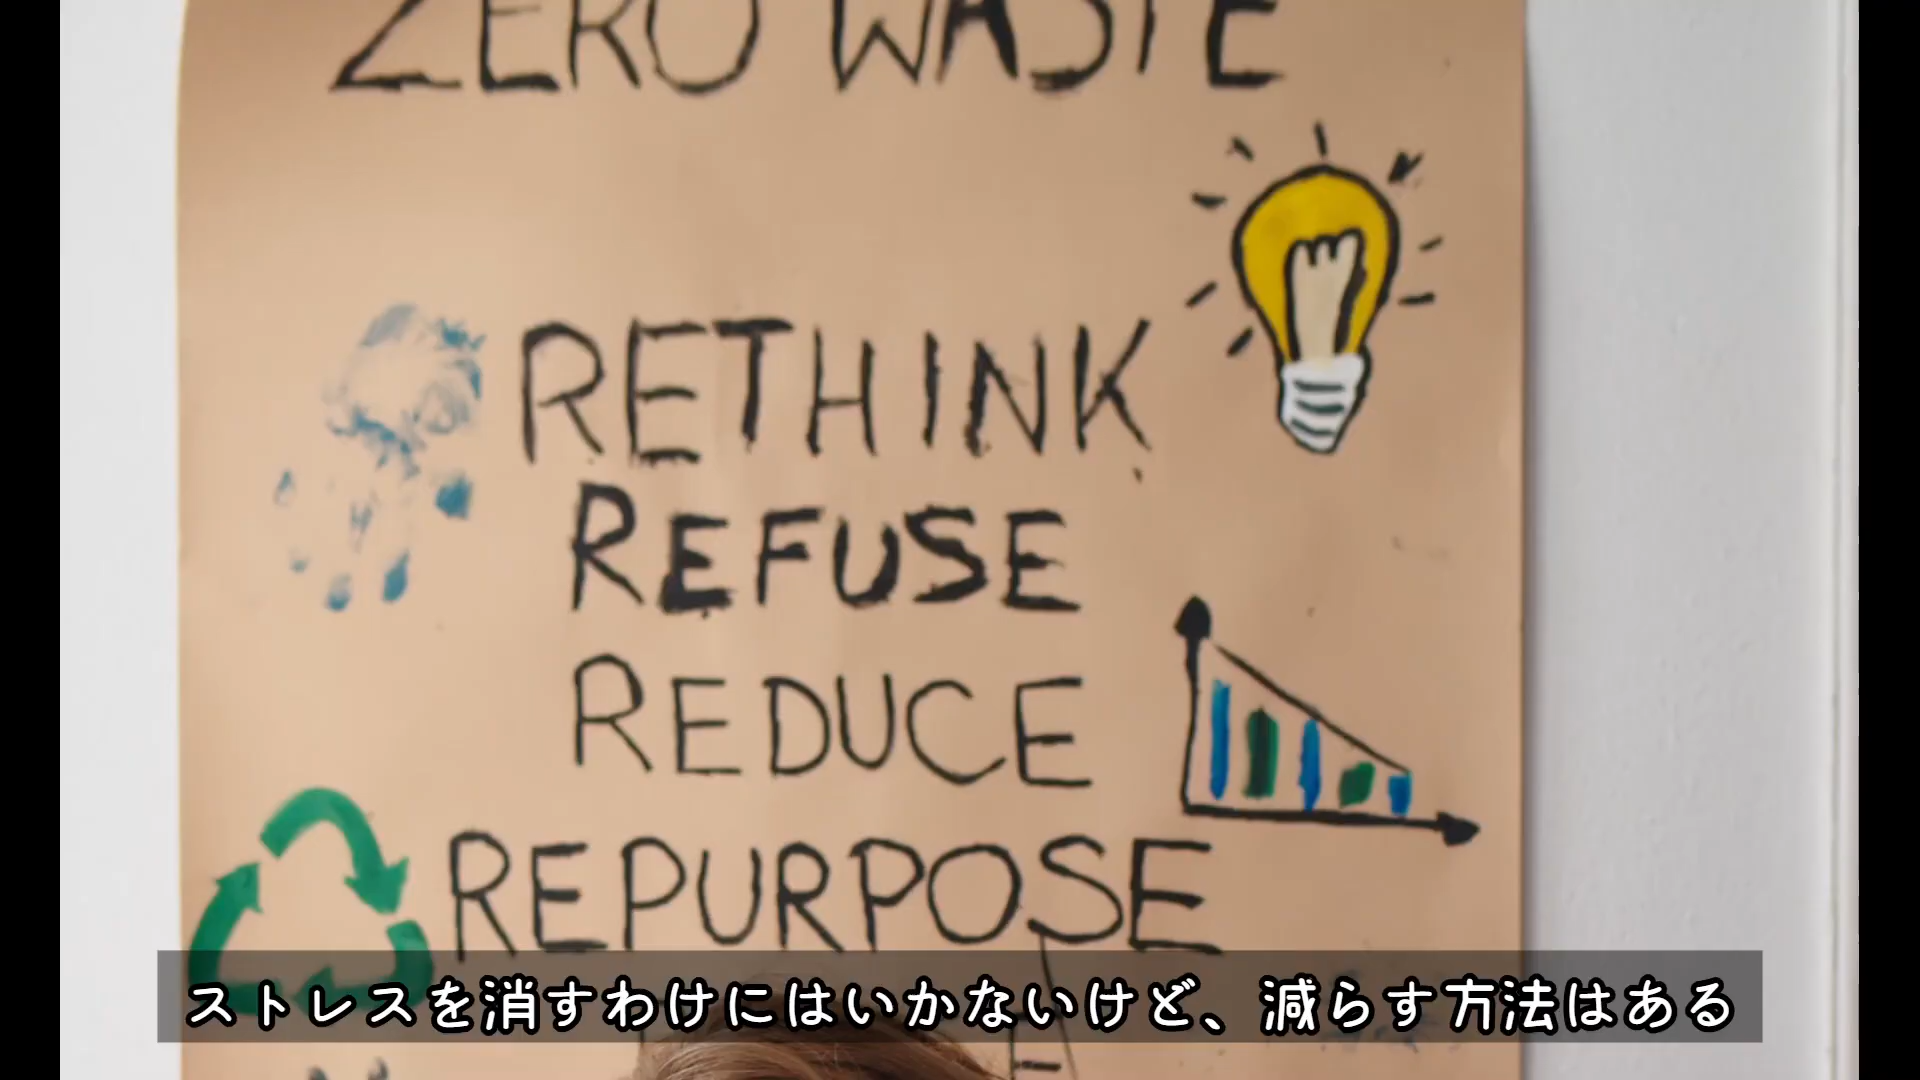 ZERO WASTE
RETHINK
REFUSE
REDUCE
REPURPOSE
ストレスを消すわけにはいかないけど、減らす方法はある